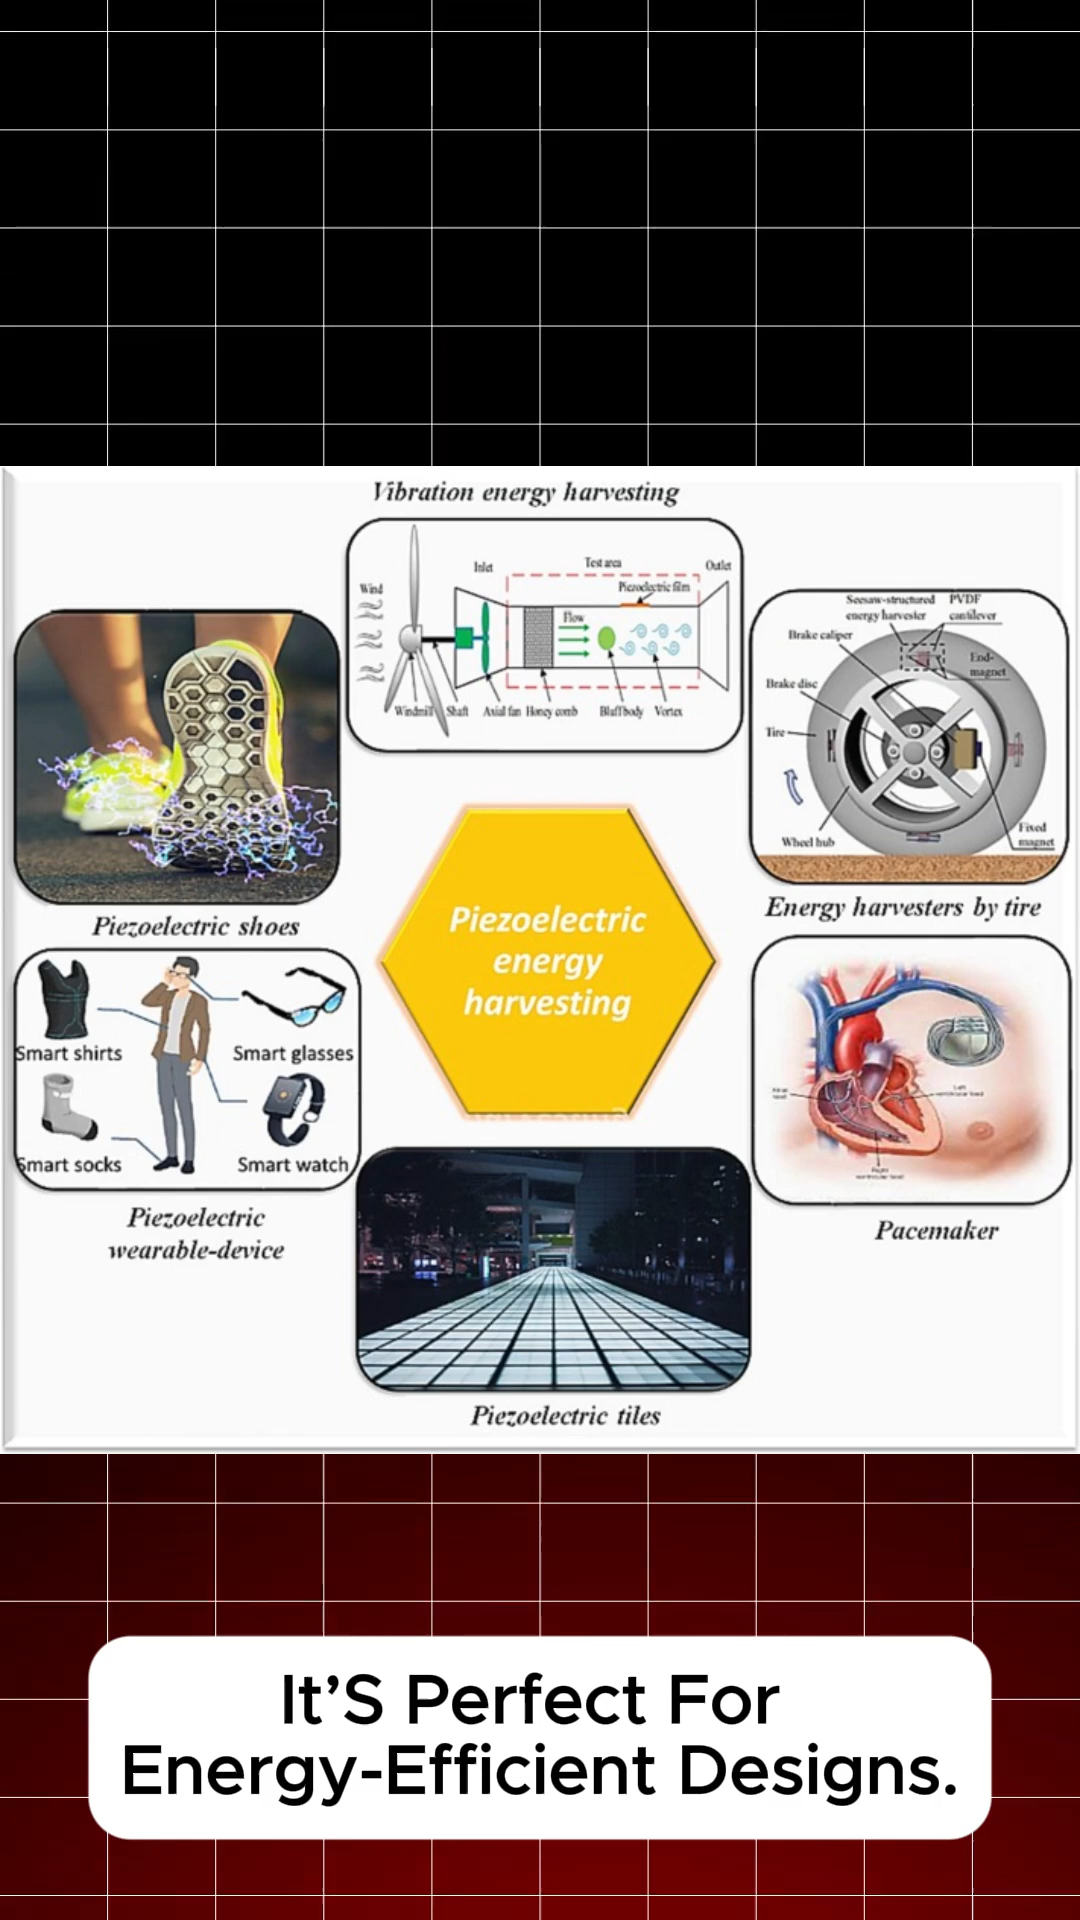 Vibration energy harvesting
Inlet
Test area
Outlet
Wind
Piezoelectric film
Flow
Windmill
Shaft
Axial fan
Honey comb
Bluff body
Vortex
Seesaw-structured
energy harvester
PVDF
cantilever
Brake caliper
End-
magnet
Brake disc
Tire
Wheel hub
Fixed
magnet
Piezoelectric shoes
Energy harvesters by tire
Piezoelectric
energy
harvesting
Smart shirts
Smart glasses
Smart socks
Smart watch
Piezoelectric
wearable-device
Pacemaker
Piezoelectric tiles
It’S Perfect For
Energy-Efficient Designs.